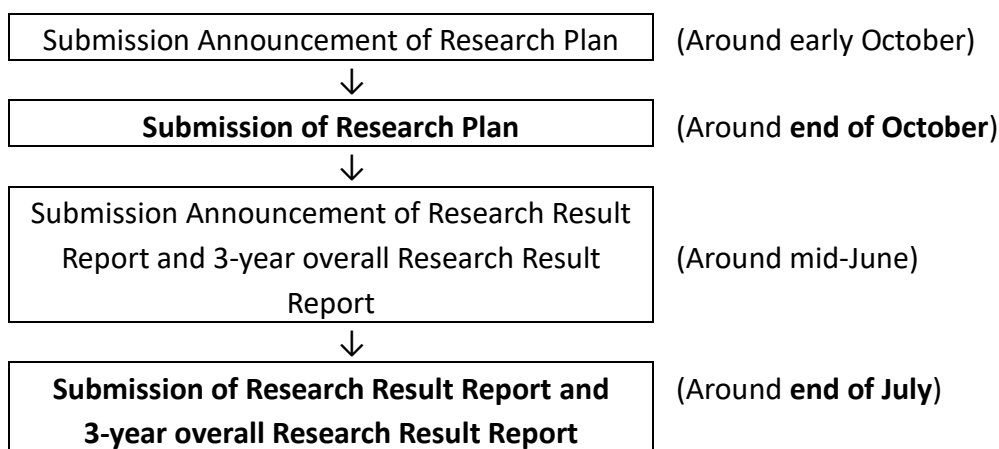 Submission Announcement of Research Plan (Around early October)
↓
Submission of Research Plan (Around end of October)
↓
Submission Announcement of Research Result
Report and 3-year overall Research Result (Around mid-June)
Report
↓
Submission of Research Result Report and (Around end of July)
3-year overall Research Result Report